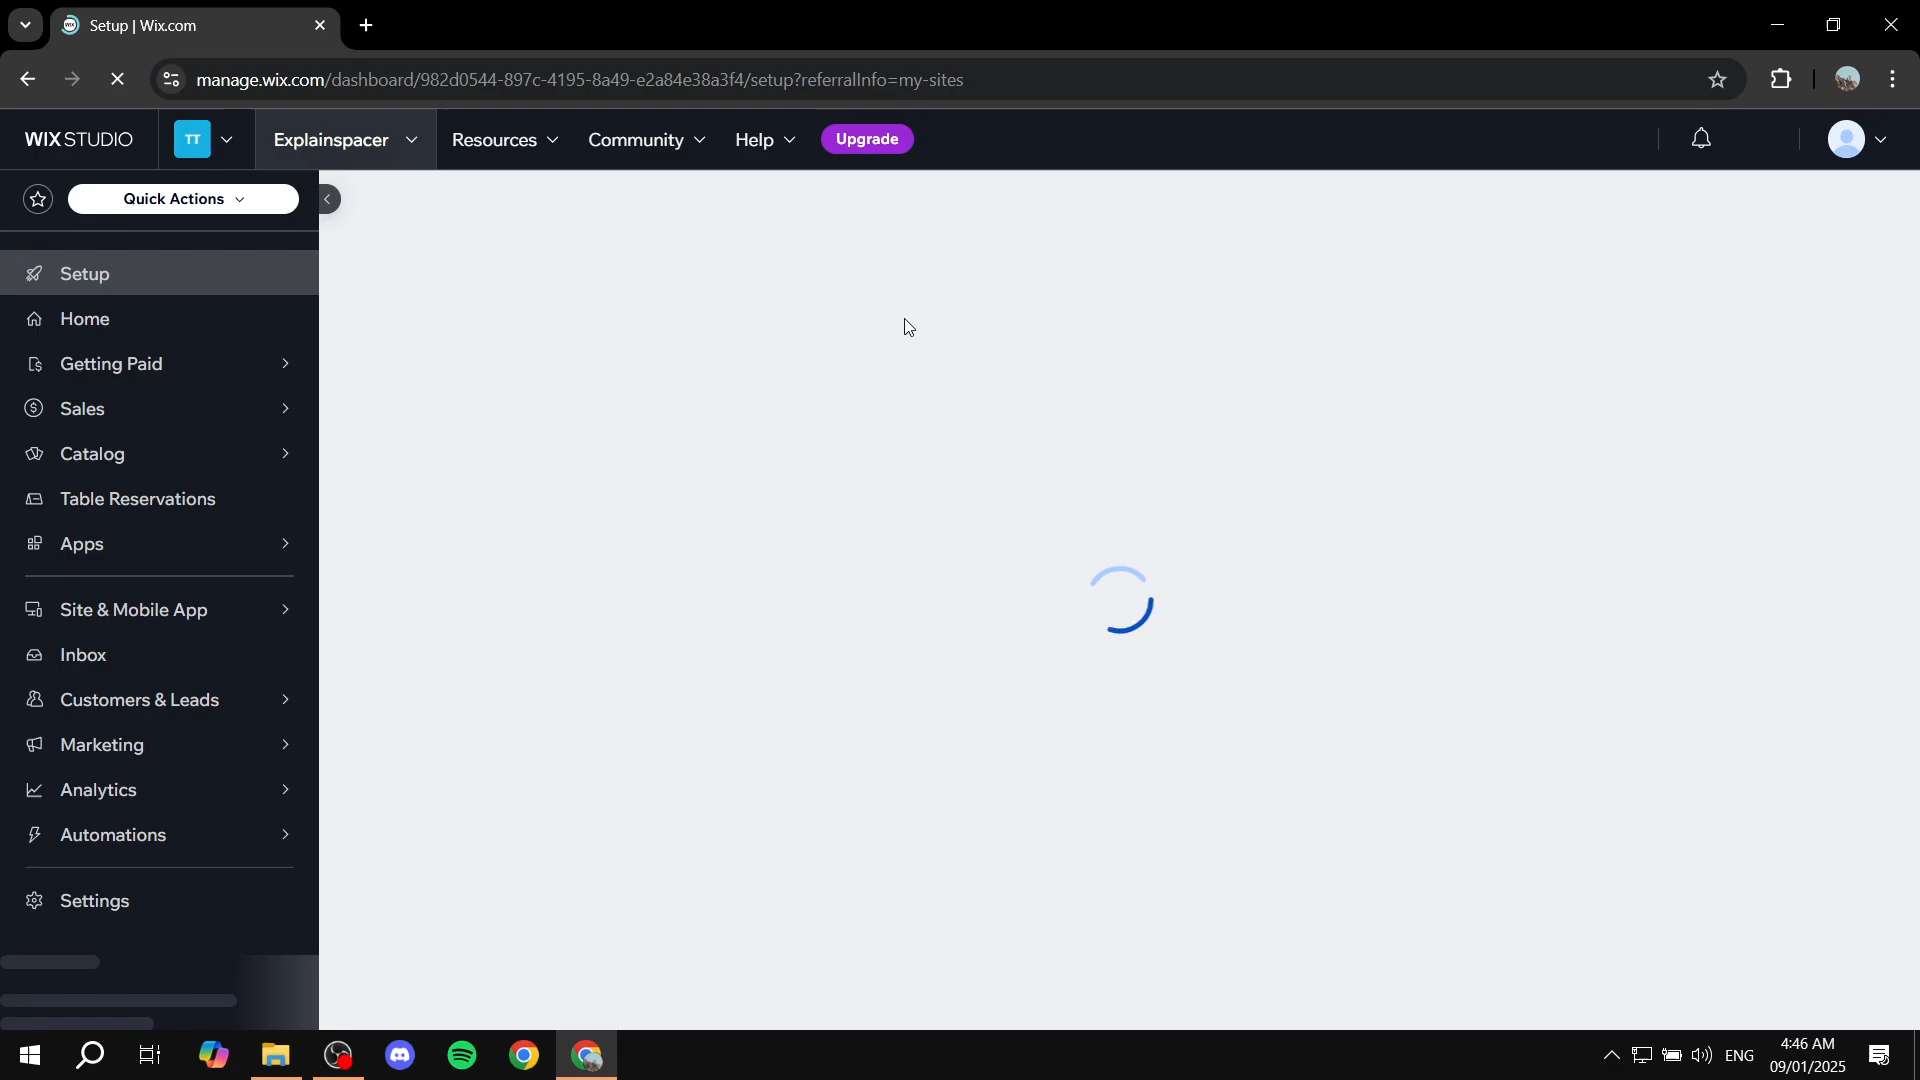 Setup | Wix.com
manage.wix.com/dashboard/982d0544-897c-4195-8a49-e2a84e38a3f4/setup?referralInfo=my-sites
WIX STUDIO
TT
Explainspacer
Resources
Community
Help
Upgrade
Quick Actions
Setup
Home
Getting Paid
Sales
Catalog
Table Reservations
Apps
Site & Mobile App
Inbox
Customers & Leads
Marketing
Analytics
Automations
Settings
ENG
4:46 AM
09/01/2025